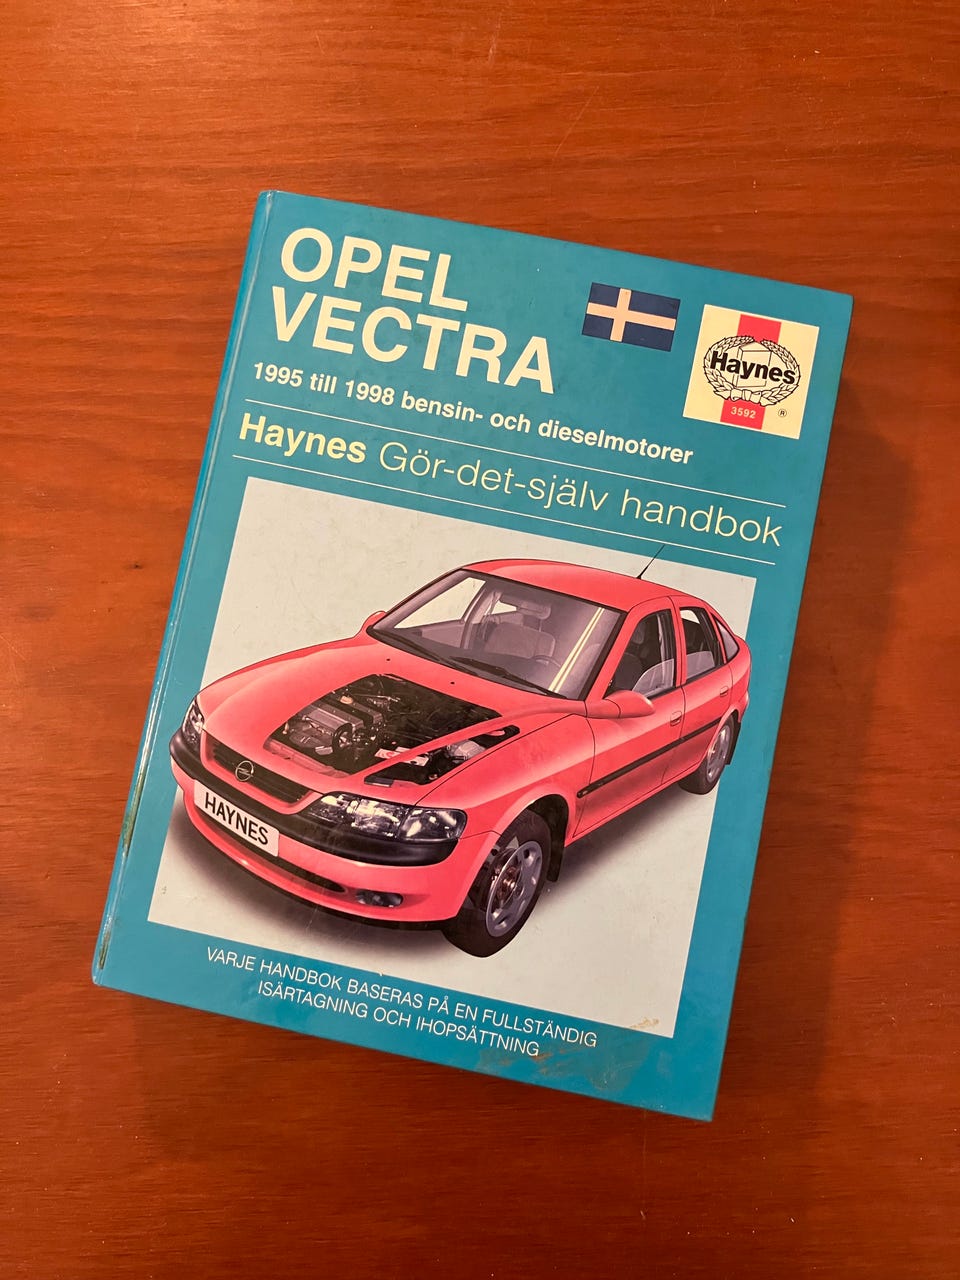 OPEL
VECTRA
1995 till 1998 bensin- och dieselmotorer
Haynes
3592
®
Haynes Gör-det-själv handbok
HAYNES
VARJE HANDBOK BASERAS PÅ EN FULLSTÄNDIG
ISÄRTAGNING OCH IHOPSÄTTNING